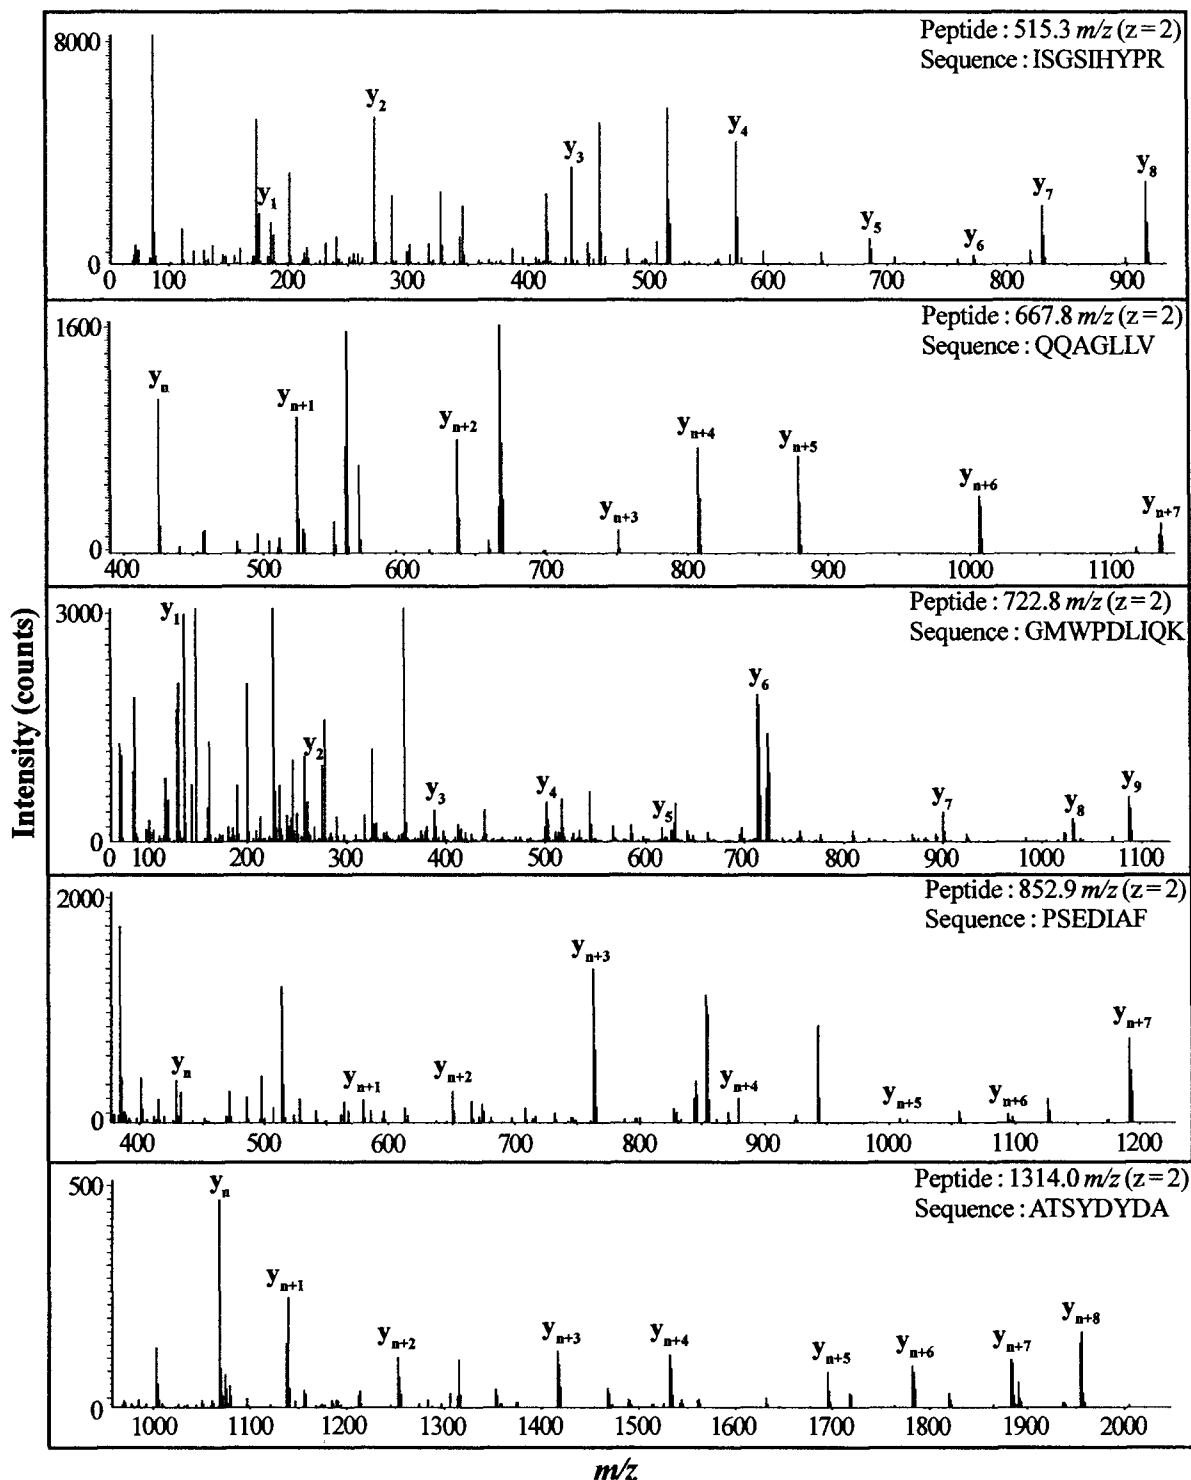 Peptide : 515.3 m/z (z=2)
Sequence : ISGSIHYPR
8000
y2
y3
y4
y1
y5
y6
y7
y8
0
0 100 200 300 400 500 600 700 800 900
Peptide : 667.8 m/z (z=2)
Sequence : QQAGLLV
1600
yn
yn+1
yn+2
yn+3
yn+4
yn+5
yn+6
yn+7
0
400 500 600 700 800 900 1000 1100
Peptide : 722.8 m/z (z=2)
Sequence : GMWPDLIQK
3000
y1
y2
y3
y4
y5
y6
y7
y8
y9
0
0 100 200 300 400 500 600 700 800 900 1000 1100
Peptide : 852.9 m/z (z=2)
Sequence : PSEDIAF
2000
yn
yn+1
yn+2
yn+3
yn+4
yn+5
yn+6
yn+7
0
400 500 600 700 800 900 1000 1100 1200
Peptide : 1314.0 m/z (z=2)
Sequence : ATSYDYDA
500
yn
yn+1
yn+2
yn+3
yn+4
yn+5
yn+6
yn+7
yn+8
0
1000 1100 1200 1300 1400 1500 1600 1700 1800 1900 2000
Intensity (counts)
m/z